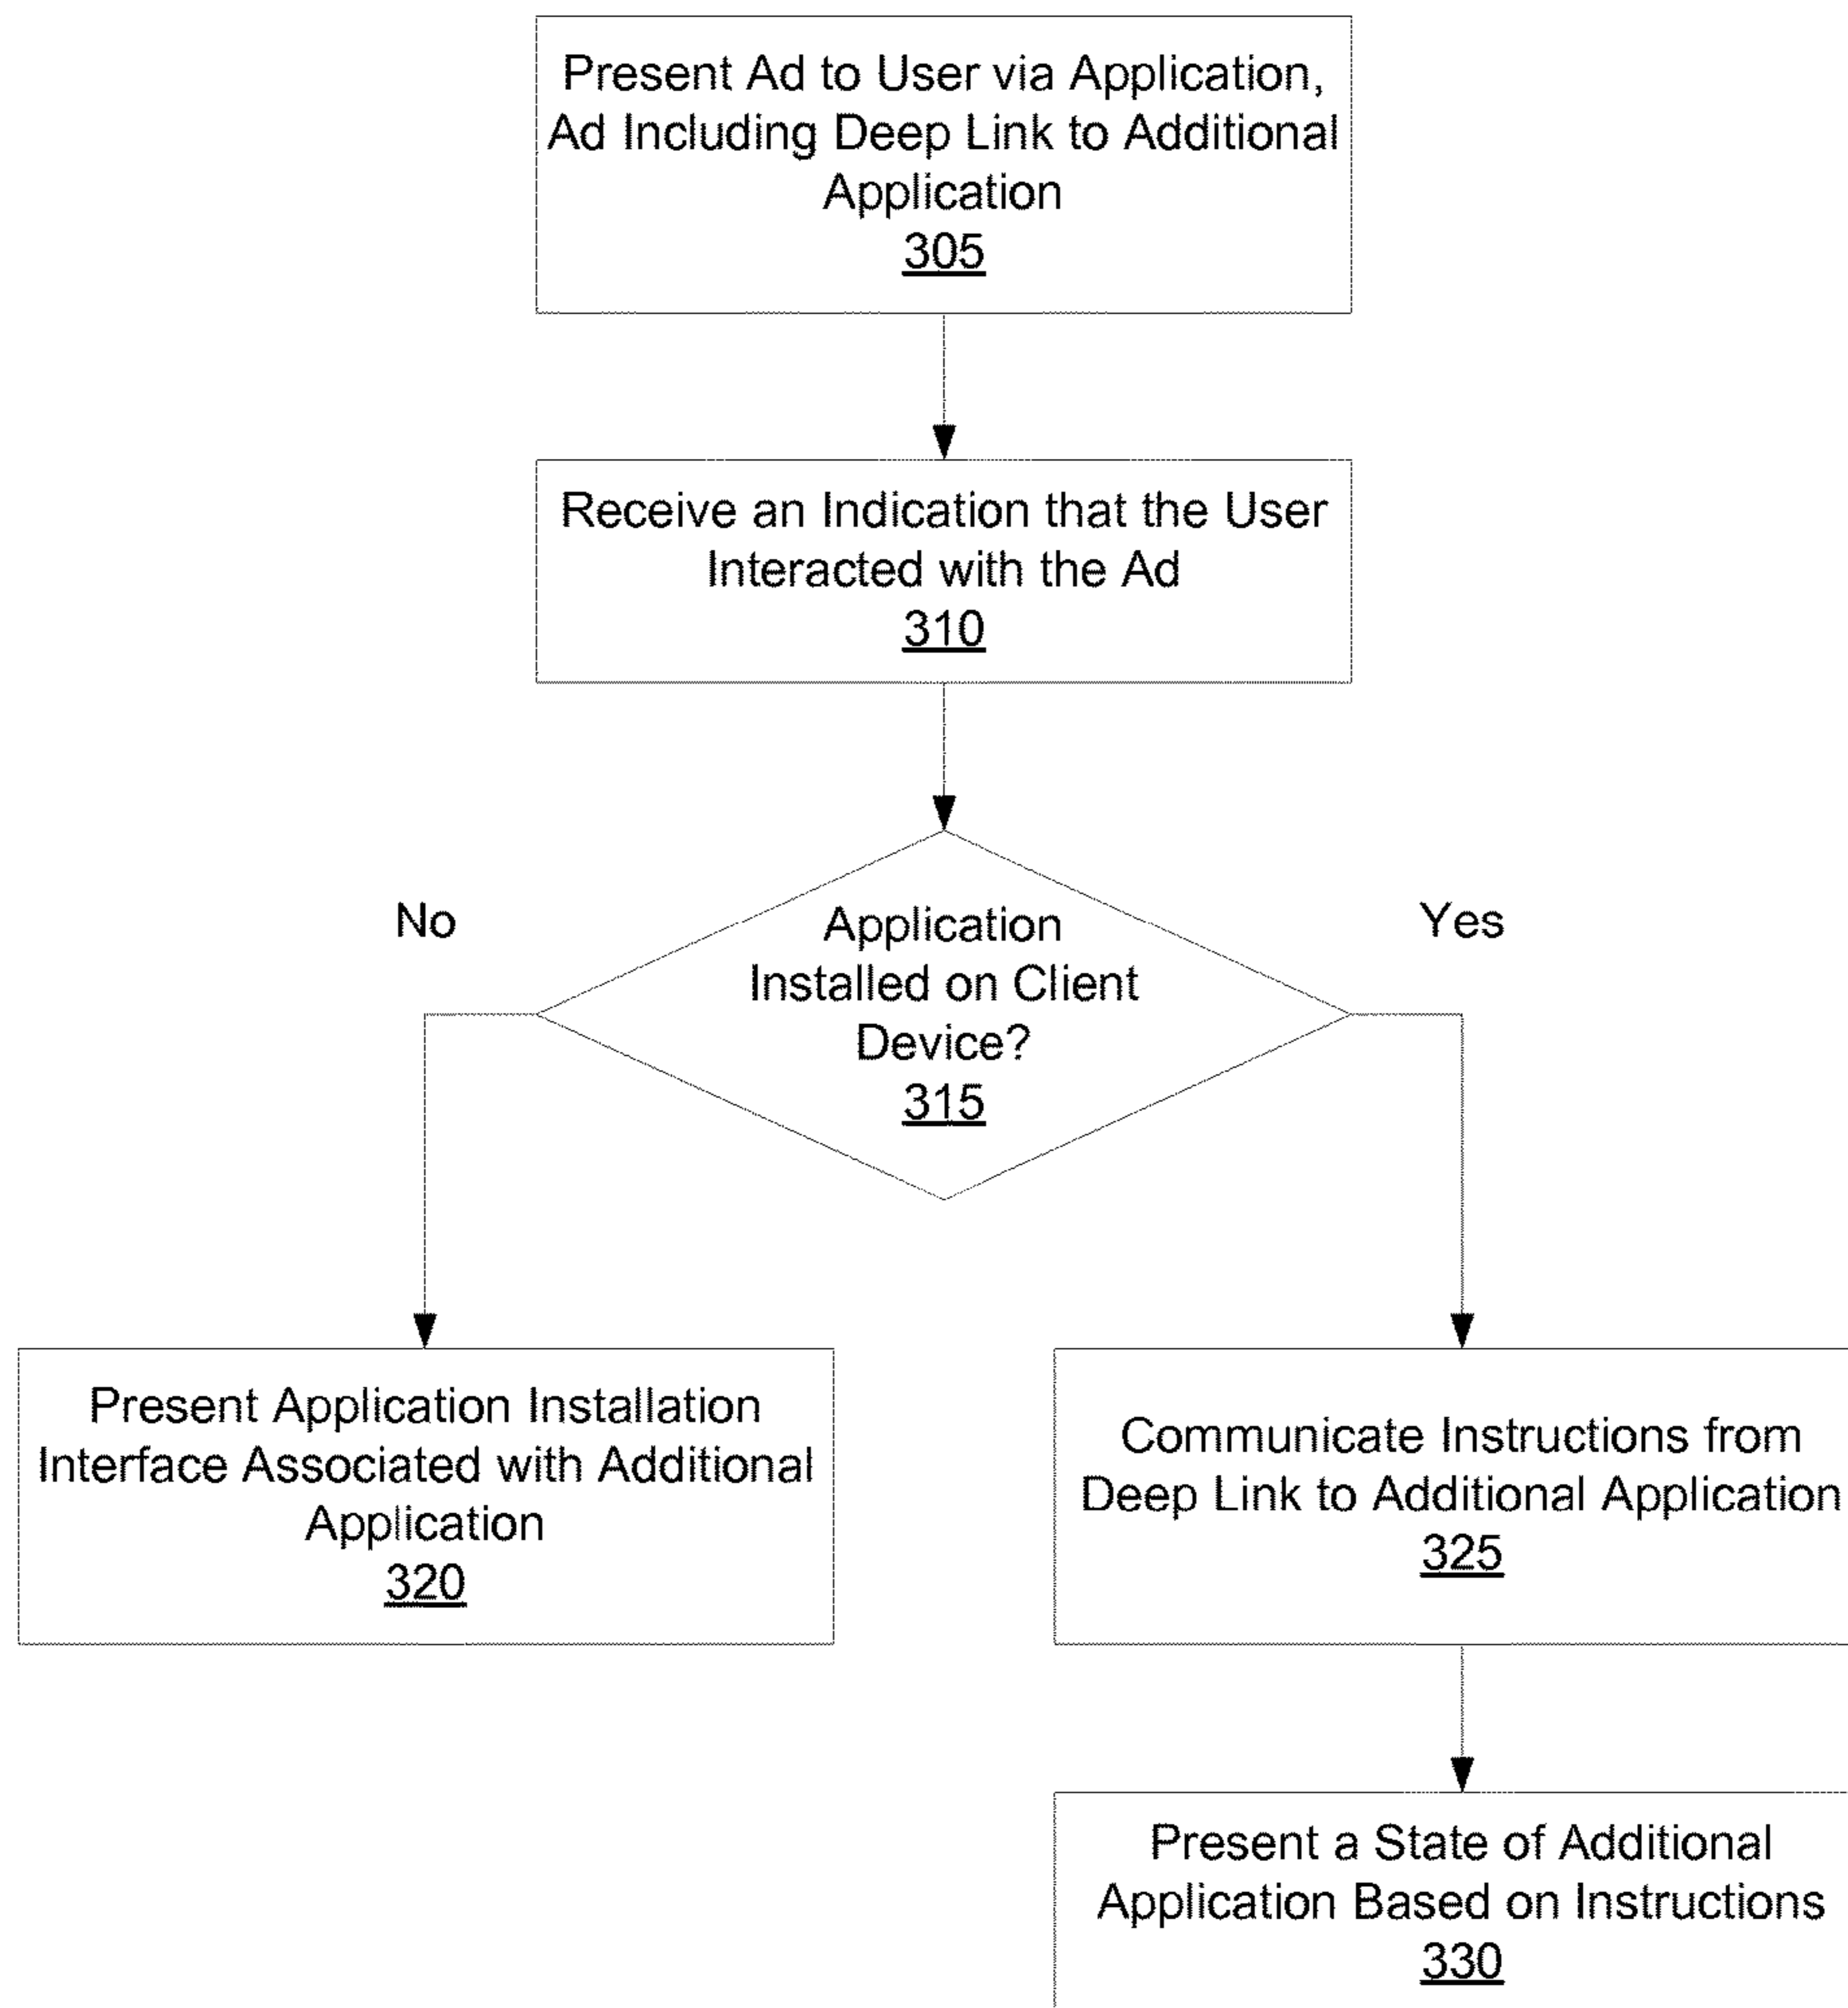 Present Ad to User via Application,
Ad Including Deep Link to Additional
Application
305
Receive an Indication that the User
Interacted with the Ad
310
No
Yes
Application
Installed on Client
Device?
315
Present Application Installation
Interface Associated with Additional
Application
320
Communicate Instructions from
Deep Link to Additional Application
325
Present a State of Additional
Application Based on Instructions
330